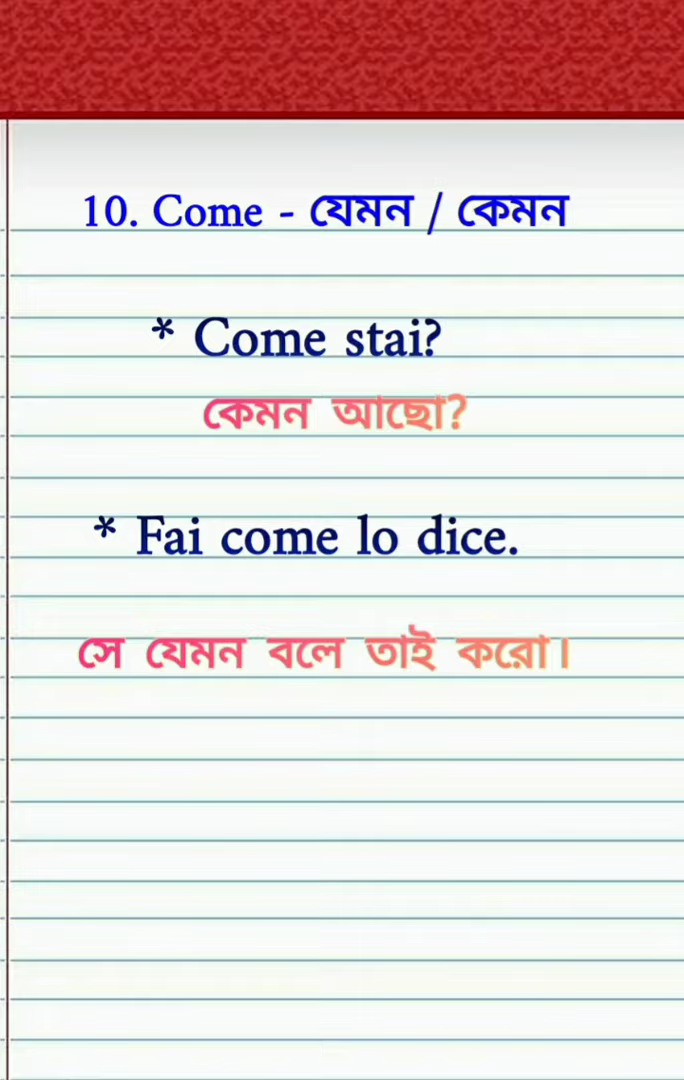 10. Come - যেমন / কেমন
* Come stai?
কেমন আছো?
* Fai come lo dice.
সে যেমন বলে তাই করো।